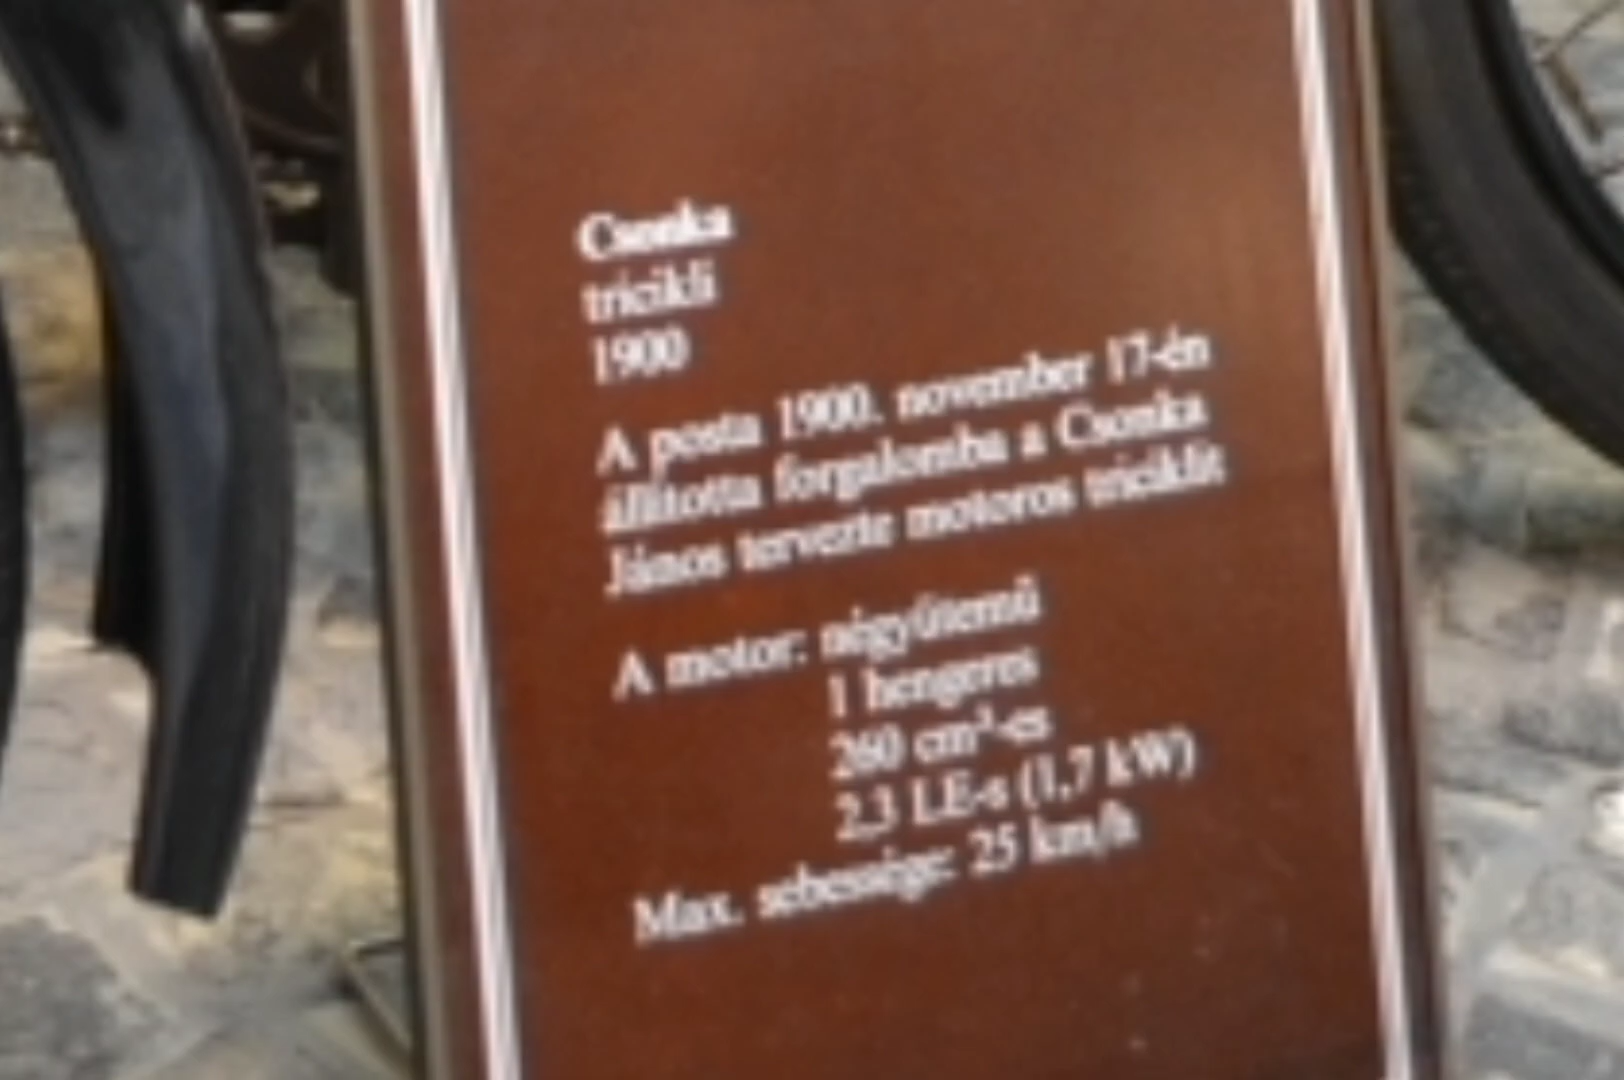 Csonka
tricikli
1900
A posta 1900. november 17-én
állította forgalomba a Csonka
János tervezte motoros triciklit
A motor: négyütemű
1 hengeres
260 cm³-es
2,3 LE-s (1,7 kW)
Max. sebessége: 25 km/h